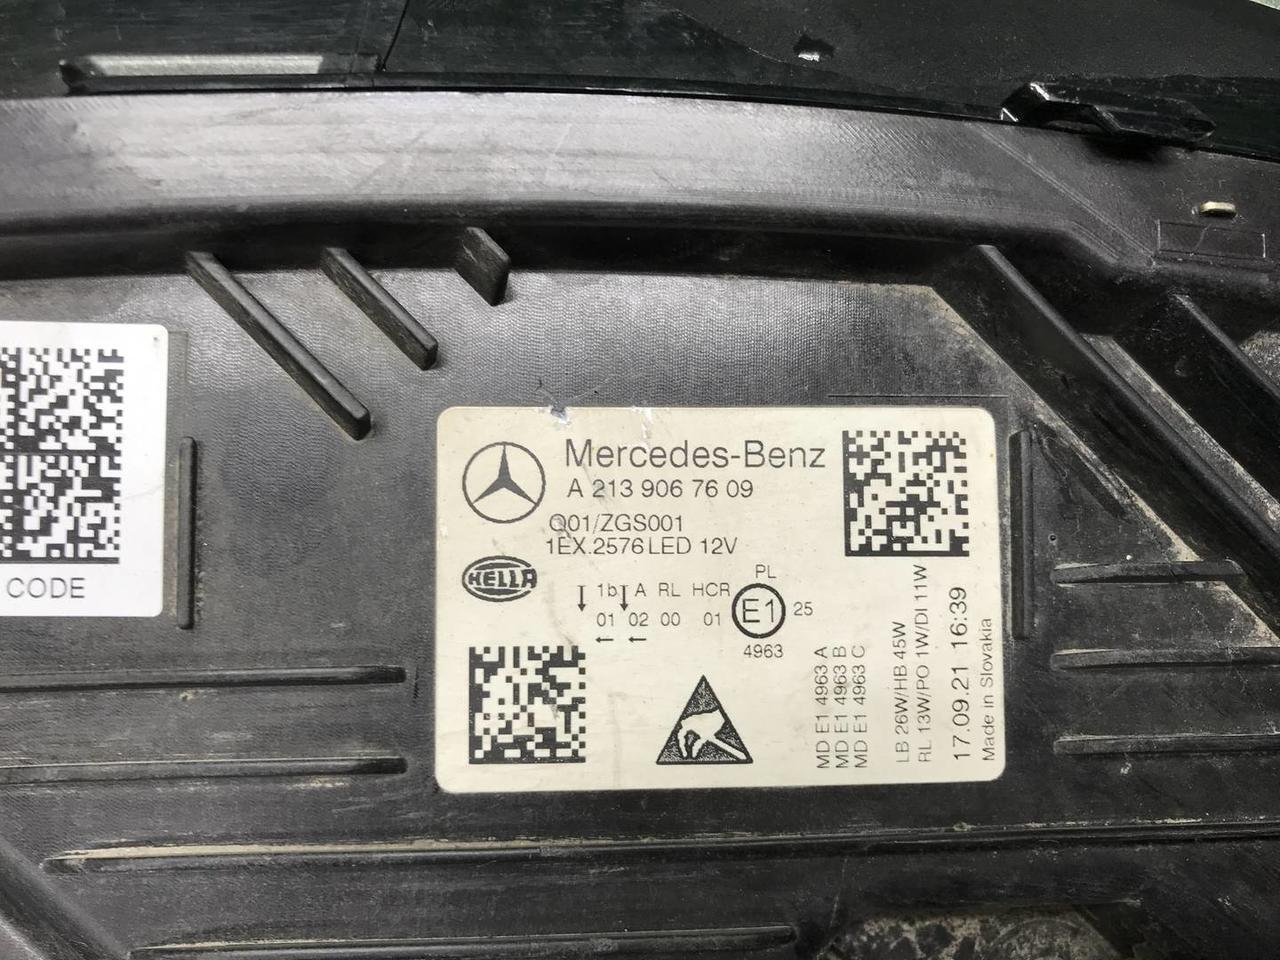 CODE
Mercedes-Benz
A 213 906 76 09
Q01/ZGS001
1EX.2576 LED 12V
HELLA
1b A RL HCR PL
01 02 00 01 E1 25
4963
MD E1 4963 A
MD E1 4963 B
MD E1 4963 C
LB 26W/HB 45W
RL 13W/PO 1W/DI 11W
17.09.21 16:39
Made in Slovakia